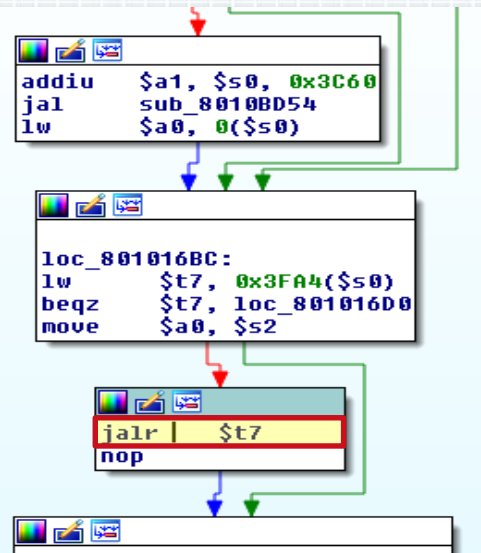 addiu $a1, $s0, 0x3C60
jal sub_8010BD54
lw $a0, 0($s0)
loc_801016BC:
lw $t7, 0x3FA4($s0)
beqz $t7, loc_801016D0
move $a0, $s2
jalr $t7
nop